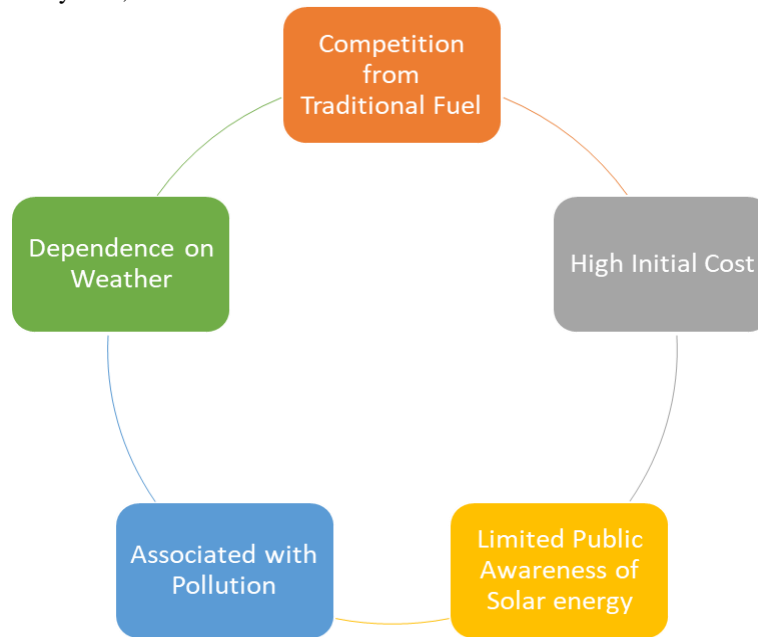 Competition
from
Traditional Fuel
Dependence on
Weather
High Initial Cost
Associated with
Pollution
Limited Public
Awareness of
Solar energy